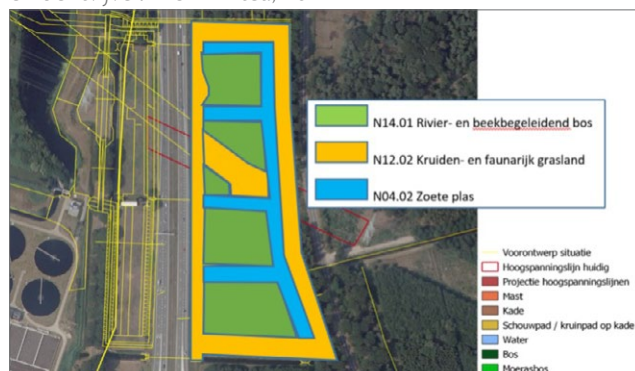 N14.01 Rivier- en beekbegeleidend bos
N12.02 Kruiden- en faunarijk grasland
N04.02 Zoete plas
Voorontwerp situatie
Hoogspanningslijn huidig
Projectie hoogspanningslijnen
Mast
Kade
Schouwpad / kruinpad op kade
Water
Bos
Moerasbos